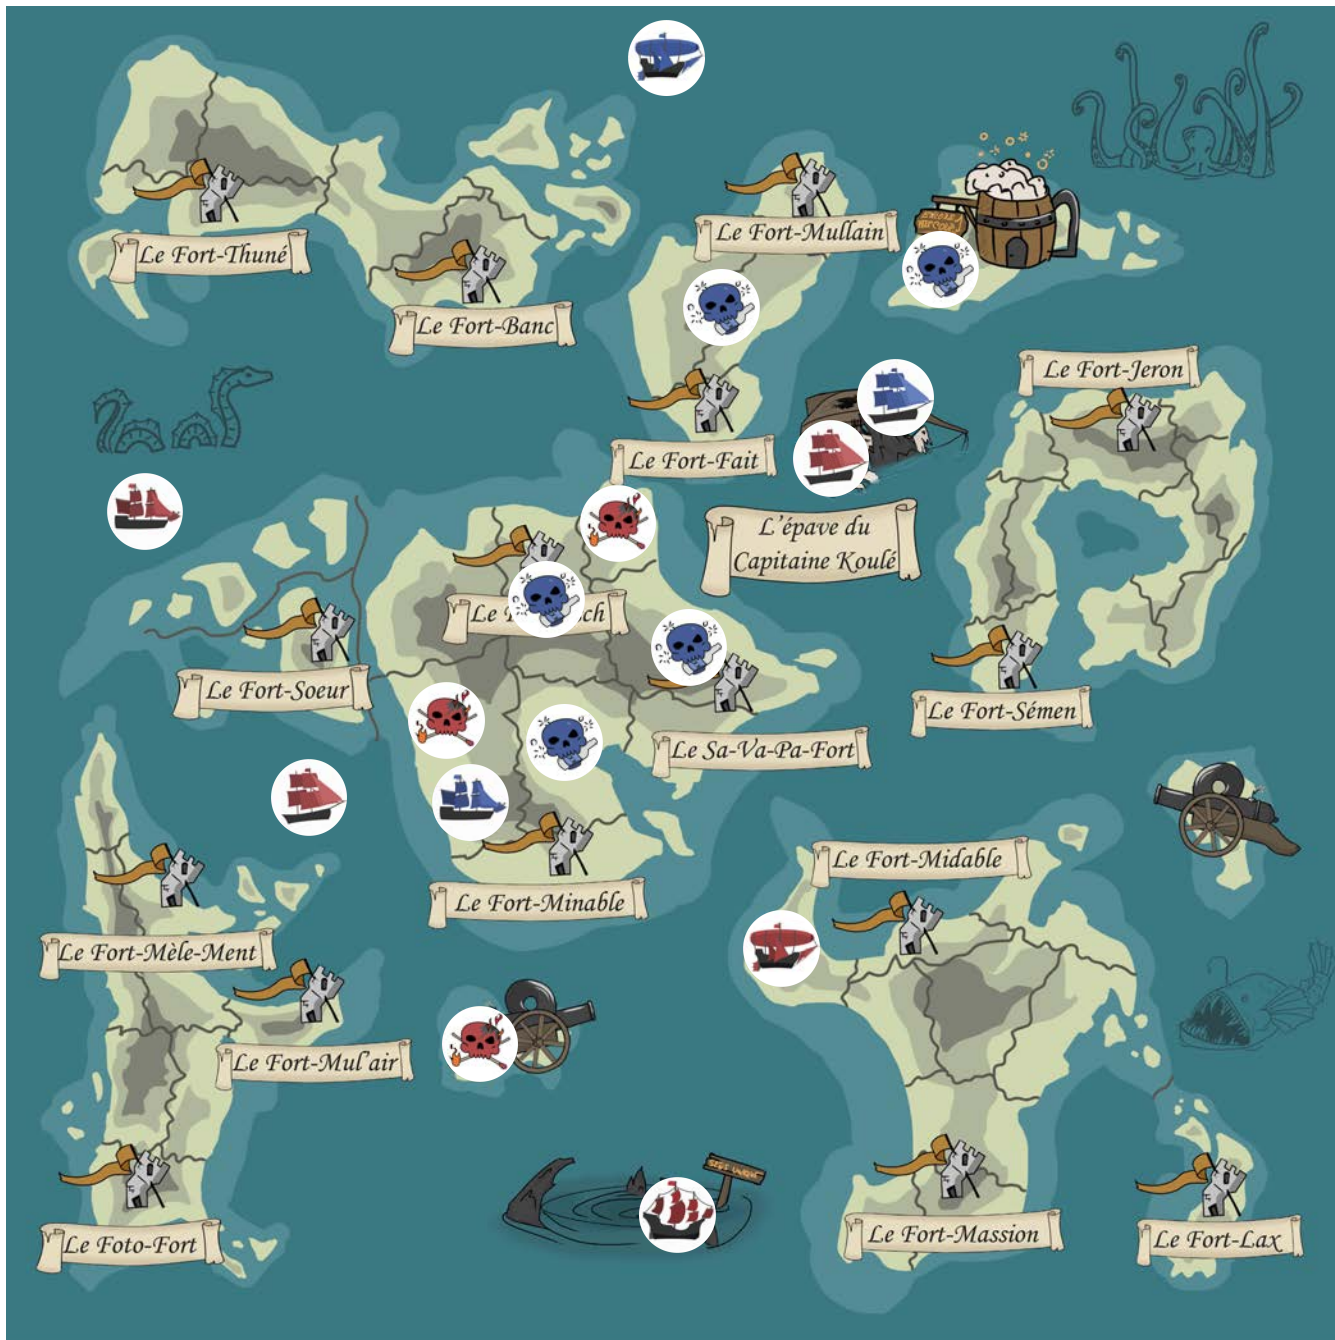 Le Fort-Thuné
Le Fort-Banc
Le Fort-Mullain
Le Fort-Jeron
Le Fort-Fait
L'épave du
Capitaine Koulé
Le
Le Fort-Soeur
Le Fort-Sémen
Le Sa-Va-Pa-Fort
Le Fort-Midable
Le Fort-Minable
Le Fort-Mèle-Ment
Le Fort-Mul'air
Le Foto-Fort
Le Fort-Massion
Le Fort-Lax